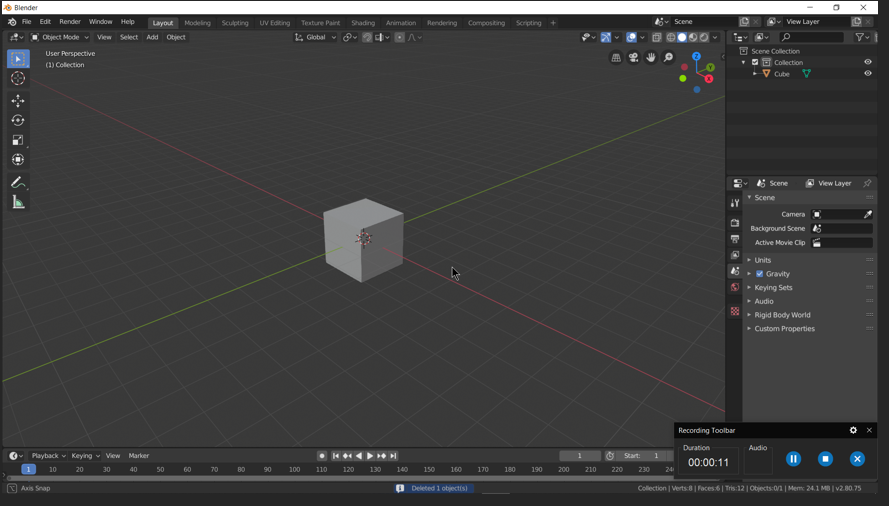 Blender
File Edit Render Window Help
Layout Modeling Sculpting UV Editing Texture Paint Shading Animation Rendering Compositing Scripting +
Scene
View Layer
Object Mode View Select Add Object
Global
User Perspective
(1) Collection
Z
Y
X
Scene Collection
Collection
Cube
Scene View Layer
Scene
Camera
Background Scene
Active Movie Clip
Units
Gravity
Keying Sets
Audio
Rigid Body World
Custom Properties
Recording Toolbar
Duration
00:00:11
Audio
Playback Keying View Marker
1
Start: 1
1 10 20 30 40 50 60 70 80 90 100 110 120 130 140 150 160 170 180 190 200 210 220 230
Axis Snap
Deleted 1 object(s)
Collection | Verts:8 | Faces:6 | Tris:12 | Objects:0/1 | Mem: 24.1 MB | v2.80.75